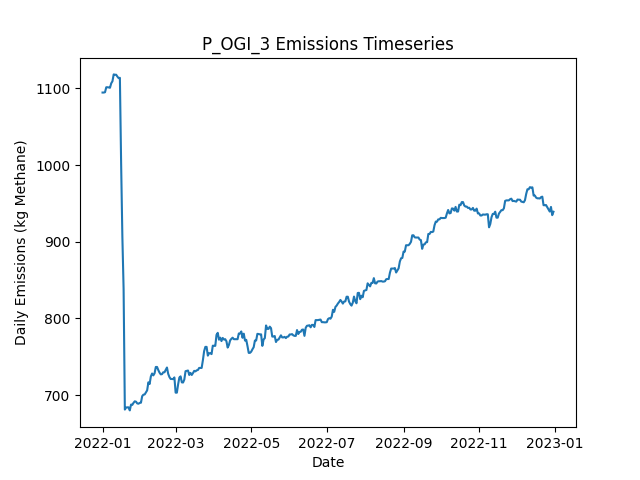 P_OGI_3 Emissions Timeseries
Daily Emissions (kg Methane)
1100
1000
900
800
700
2022-01 2022-03 2022-05 2022-07 2022-09 2022-11 2023-01
Date